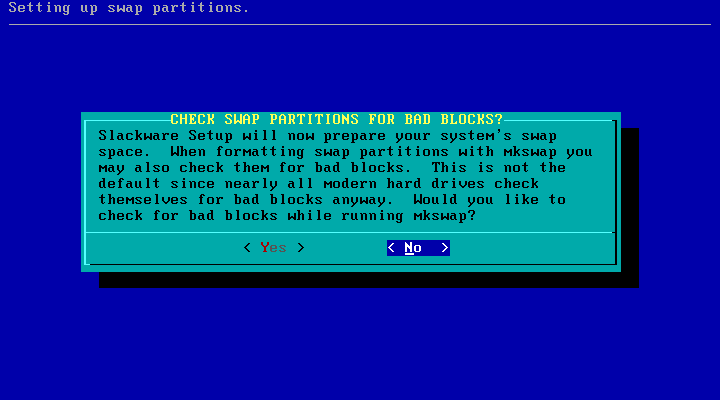 Setting up swap partitions.
CHECK SWAP PARTITIONS FOR BAD BLOCKS?
Slackware Setup will now prepare your system's swap
space.  When formatting swap partitions with mkswap you
may also check them for bad blocks.  This is not the
default since nearly all modern hard drives check
themselves for bad blocks anyway.  Would you like to
check for bad blocks while running mkswap?
< Yes > < No  >